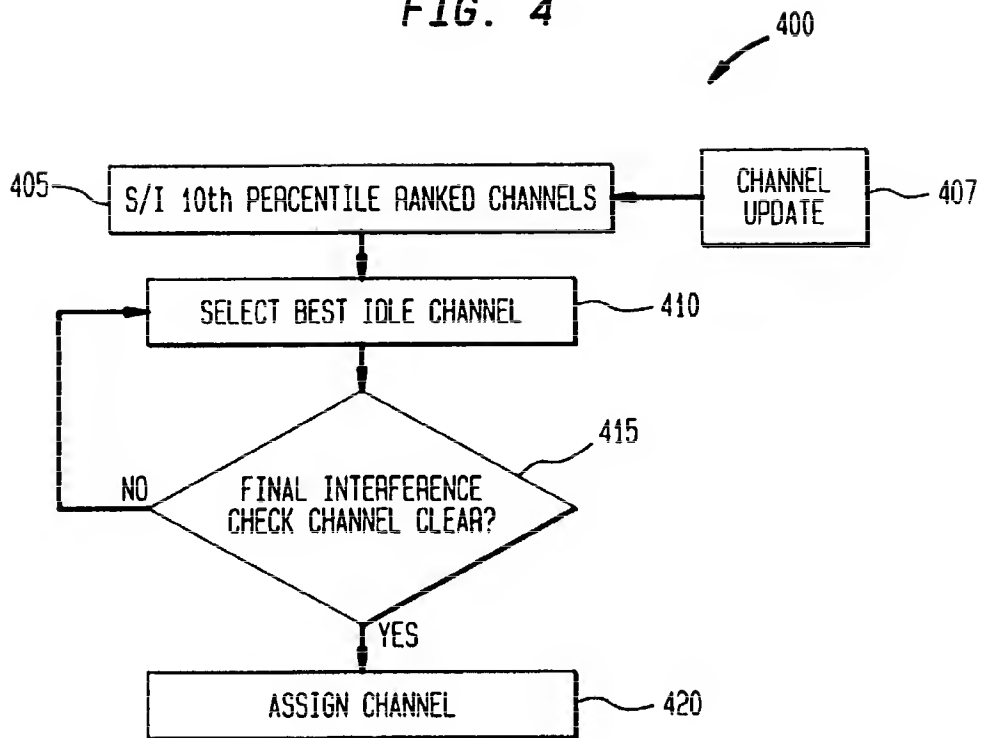 FIG. 4
400
405
S/I 10th PERCENTILE RANKED CHANNELS
CHANNEL
UPDATE
407
SELECT BEST IDLE CHANNEL
410
415
NO
FINAL INTERFERENCE
CHECK CHANNEL CLEAR?
YES
ASSIGN CHANNEL
420